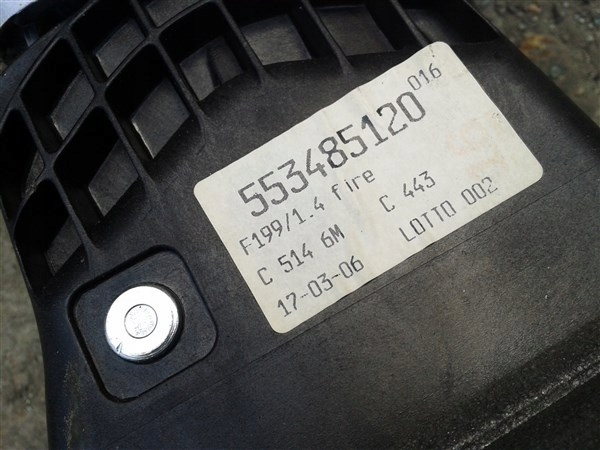 553485120 016
F199/1.4 fire
C 514 6M C 443
17-03-06 LOTTO 002